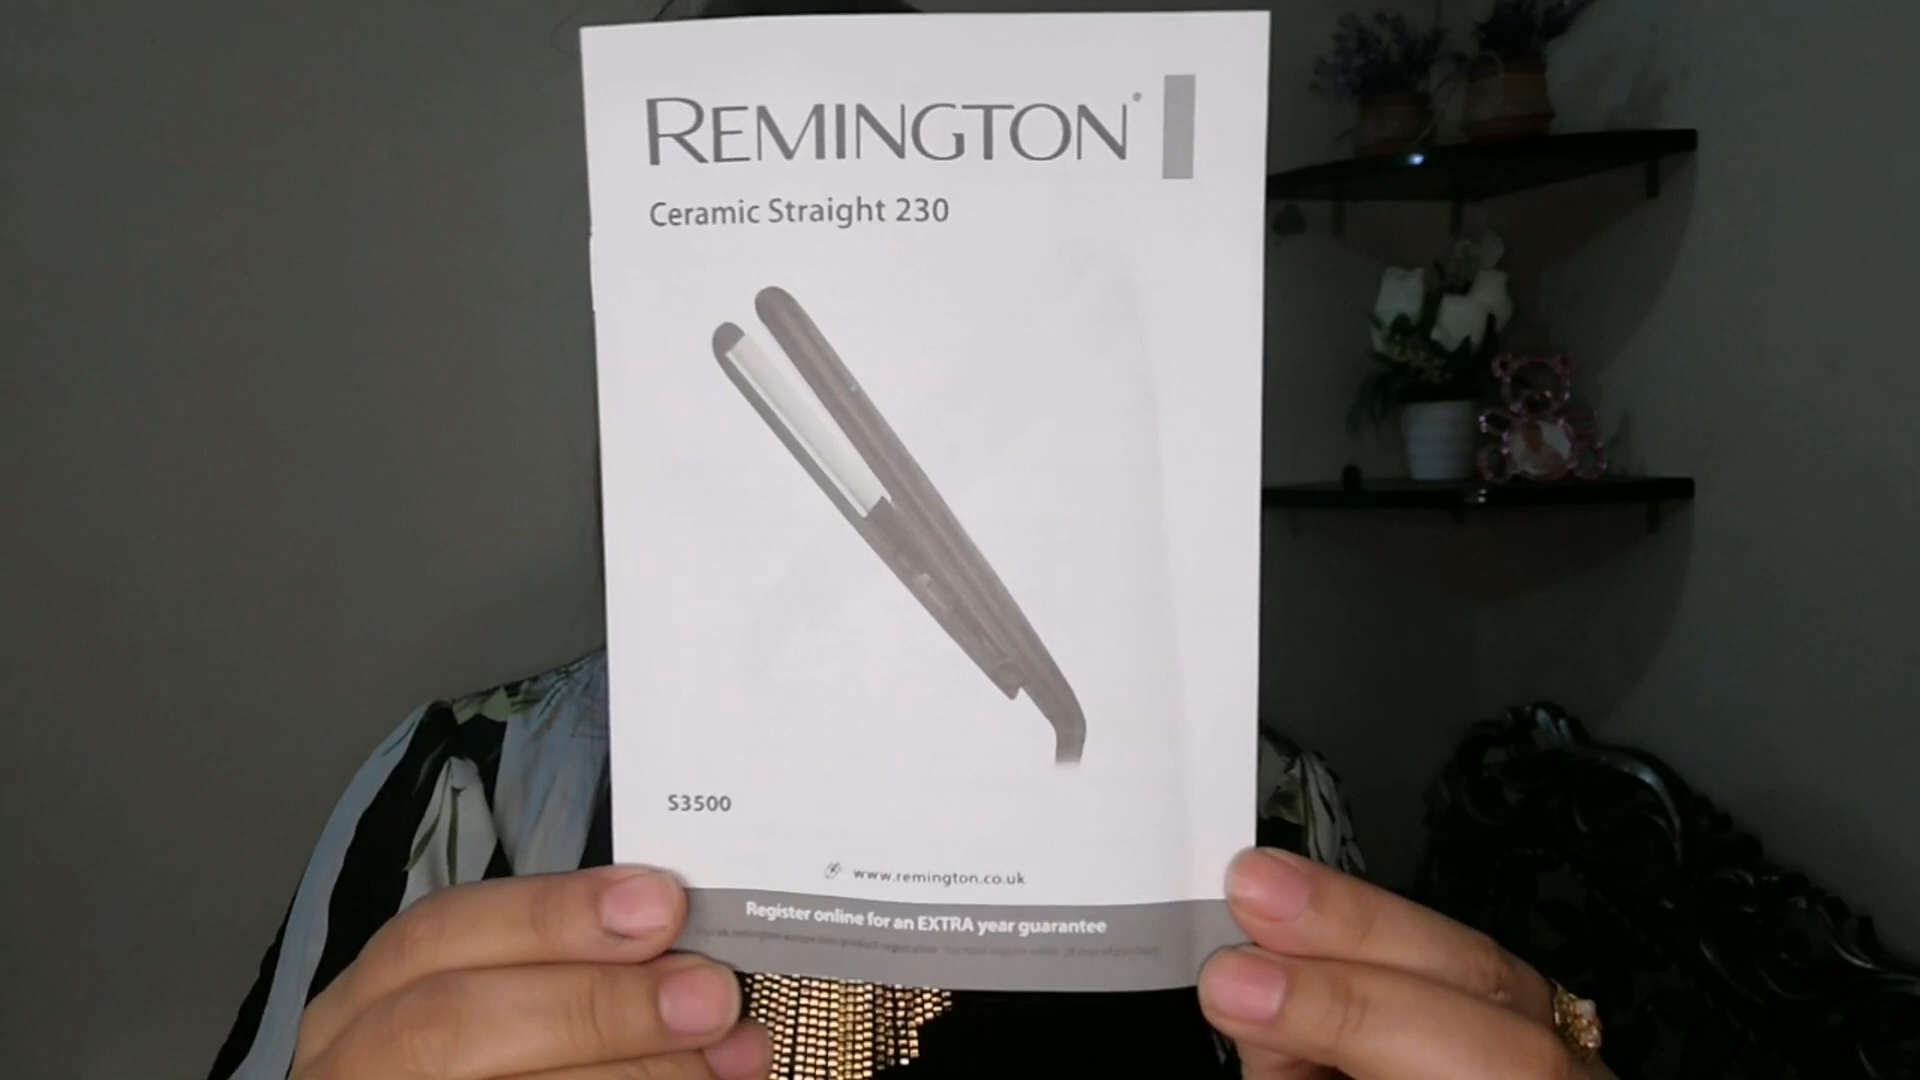 REMINGTON
Ceramic Straight 230
S3500
www.remington.co.uk
Register online for an EXTRA year guarantee